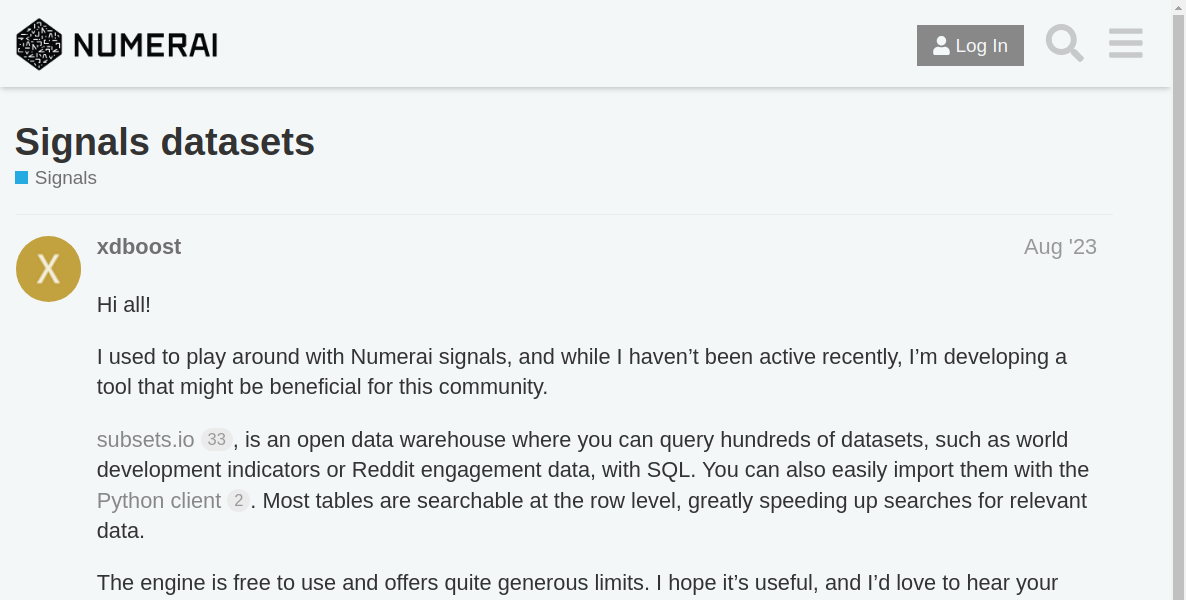 NUMERAI
Log In
Signals datasets
Signals
X
xdboost
Aug '23
Hi all!
I used to play around with Numerai signals, and while I haven’t been active recently, I’m developing a
tool that might be beneficial for this community.
subsets.io 33, is an open data warehouse where you can query hundreds of datasets, such as world
development indicators or Reddit engagement data, with SQL. You can also easily import them with the
Python client 2. Most tables are searchable at the row level, greatly speeding up searches for relevant
data.
The engine is free to use and offers quite generous limits. I hope it’s useful, and I’d love to hear your